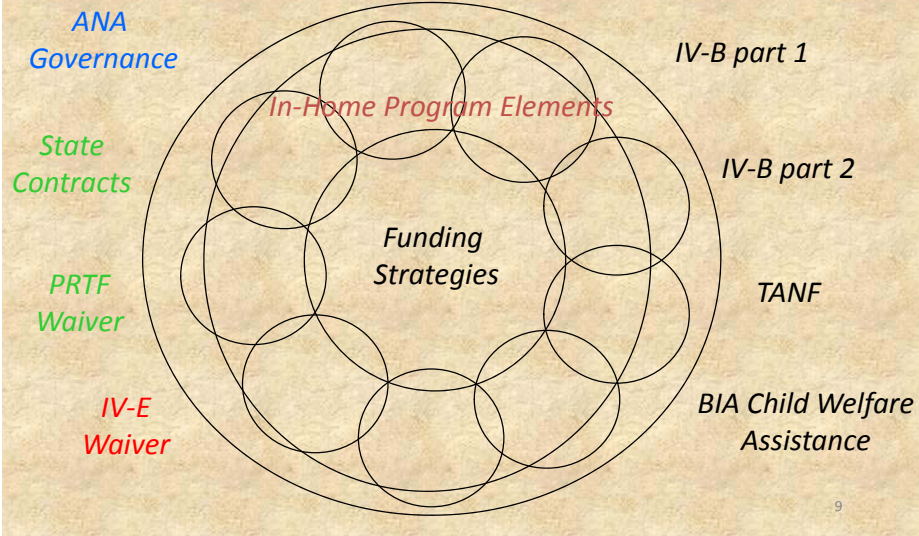 ANA
Governance
IV-B part 1
In-Home Program Elements
State
Contracts
IV-B part 2
Funding
Strategies
PRTF
Waiver
TANF
IV-E
Waiver
BIA Child Welfare
Assistance
9